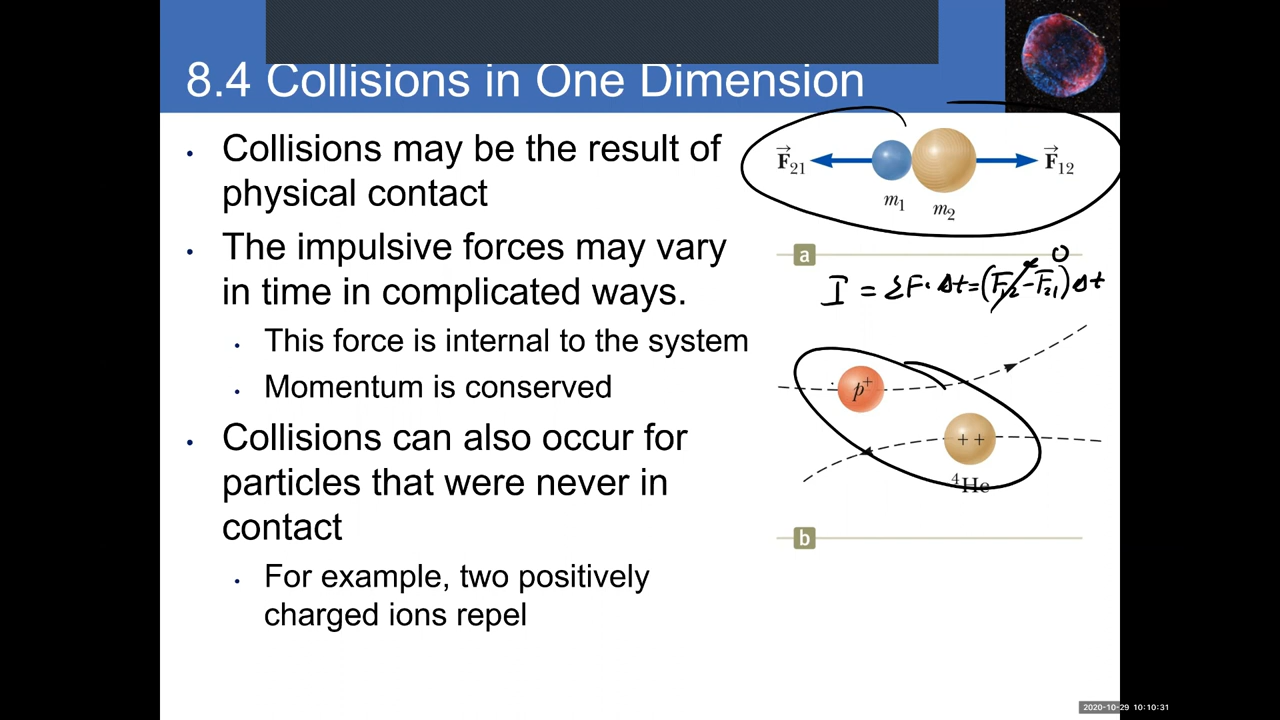 8.4 Collisions in One Dimension
• Collisions may be the result of
physical contact
• The impulsive forces may vary
in time in complicated ways.
• This force is internal to the system
• Momentum is conserved
• Collisions can also occur for
particles that were never in
contact
• For example, two positively
charged ions repel
F⃗21
F⃗12
m1
m2
a
0
I = ΣF · Δt = (F12 - F21) Δt
p+
++
4He
b
2020-10-29 10:10:31